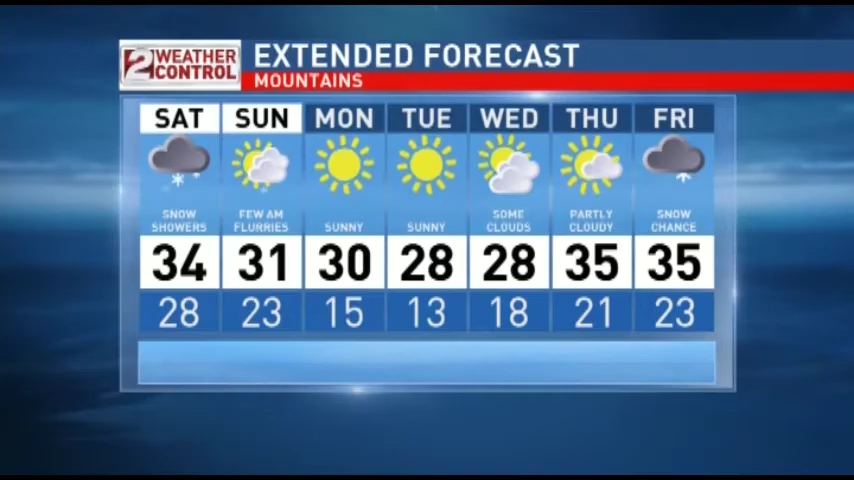 2 WEATHER CONTROL
EXTENDED FORECAST
MOUNTAINS
SAT SUN MON TUE WED THU FRI
SNOW SHOWERS
FEW AM FLURRIES
SUNNY
SUNNY
SOME CLOUDS
PARTLY CLOUDY
SNOW CHANCE
34 31 30 28 28 35 35
28 23 15 13 18 21 23